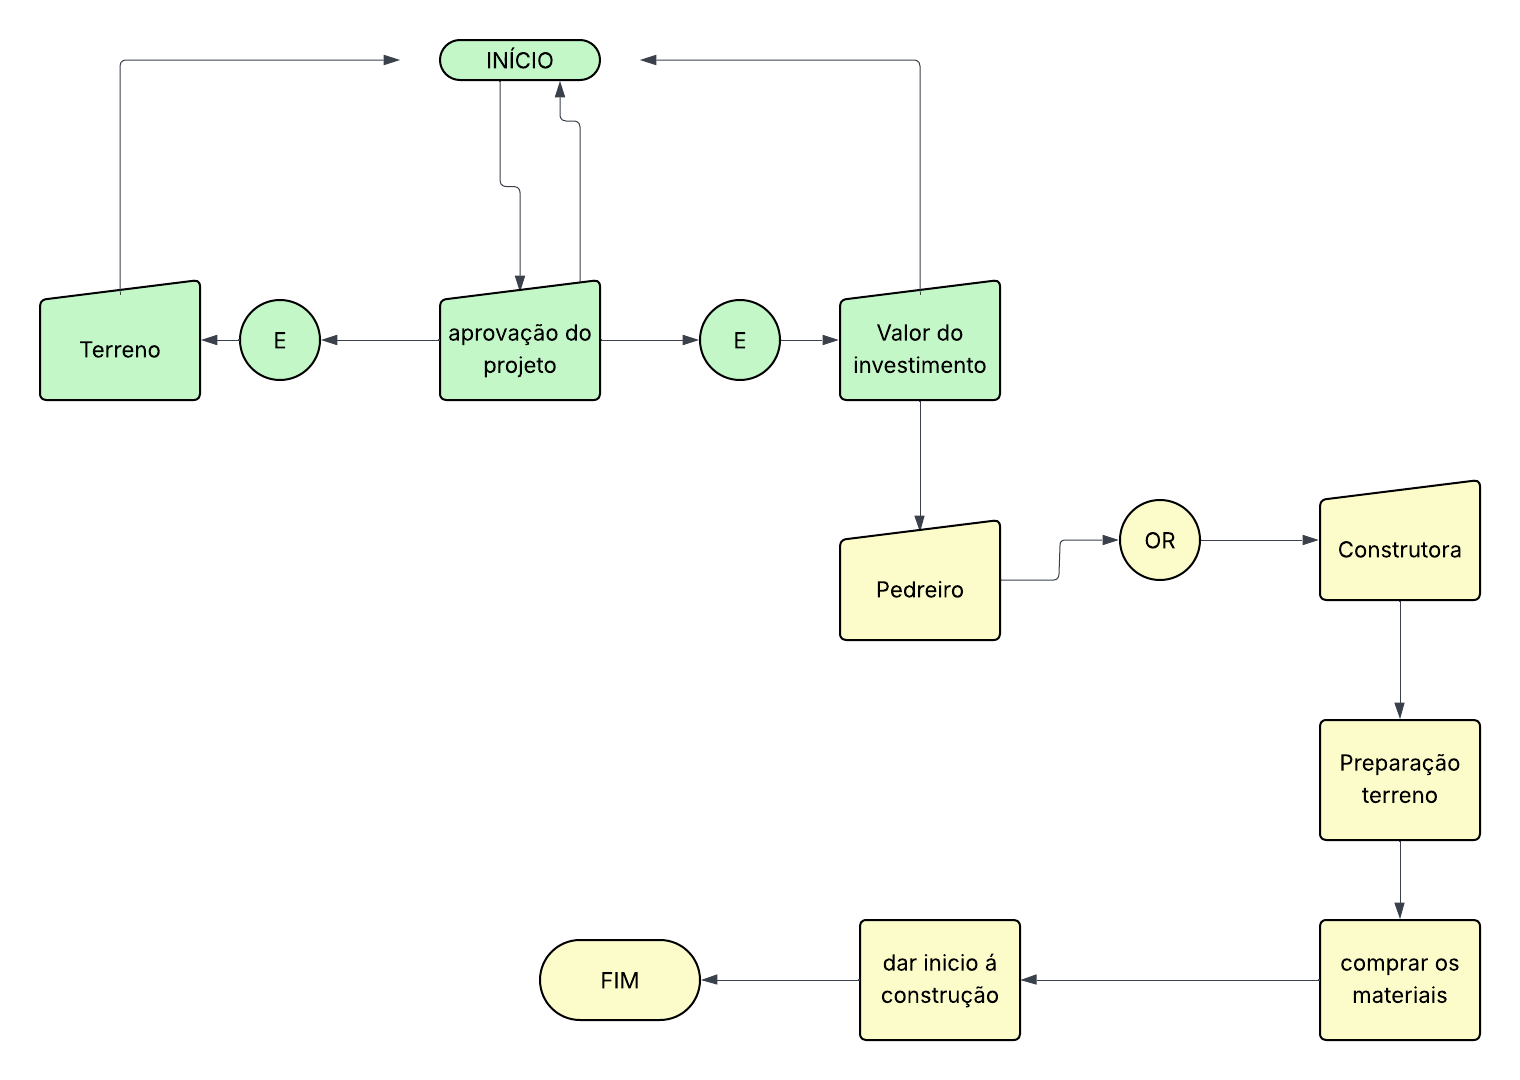 INÍCIO
Terreno
E
aprovação do
projeto
E
Valor do
investimento
Pedreiro
OR
Construtora
Preparação
terreno
comprar os
materiais
dar inicio á
construção
FIM